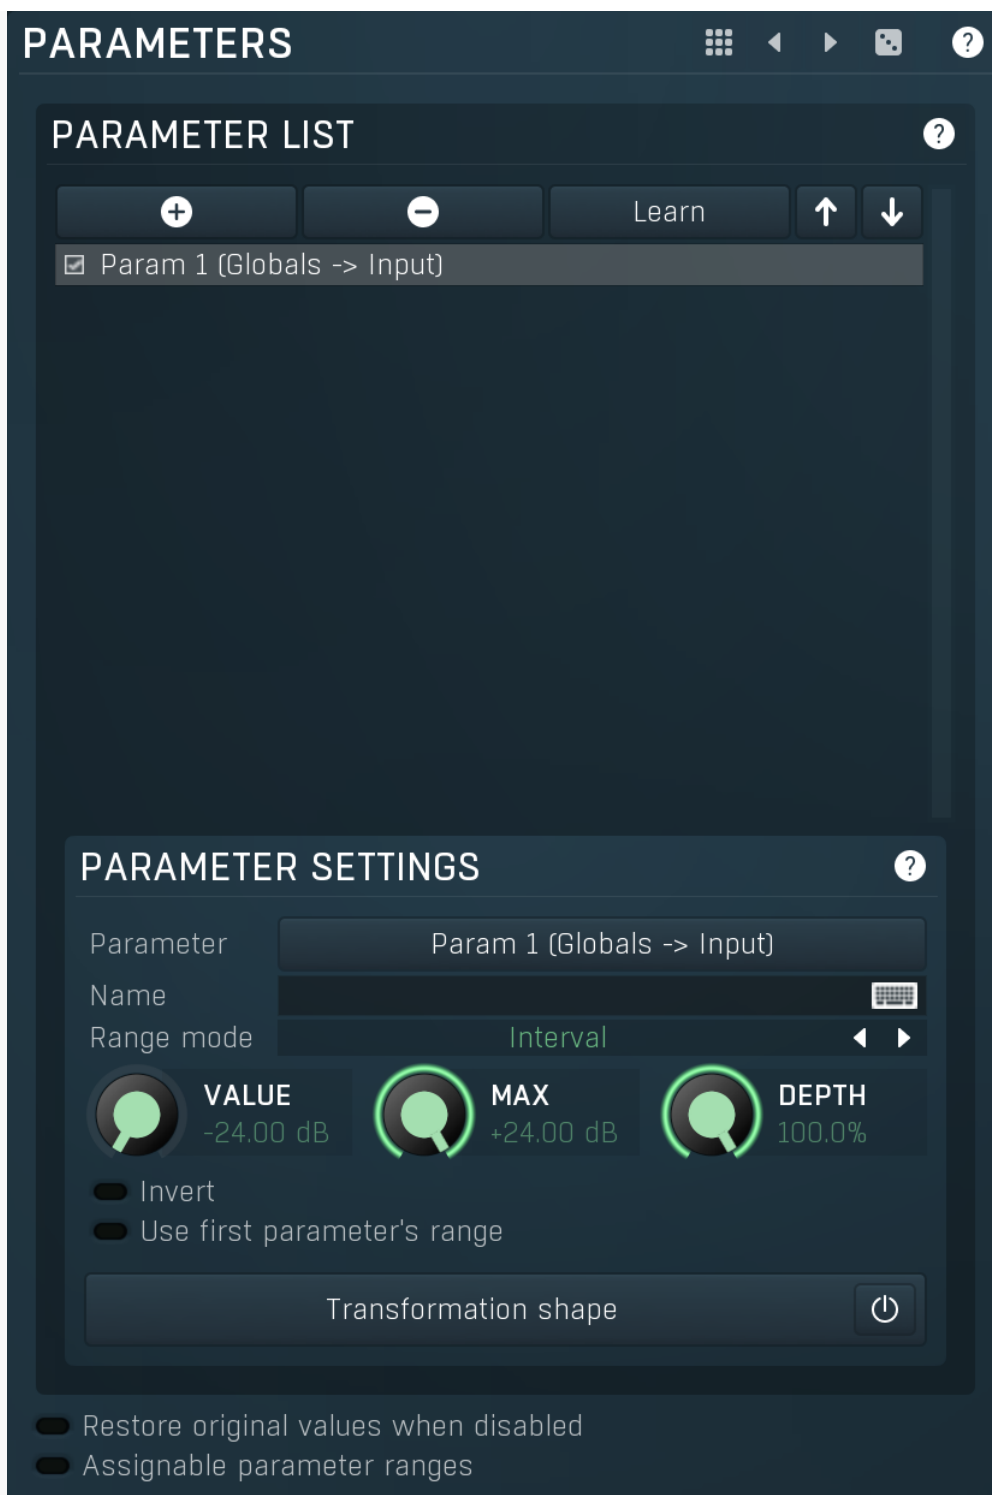 PARAMETERS ?
PARAMETER LIST ?
Learn
Param 1 (Globals -> Input)
PARAMETER SETTINGS ?
Parameter Param 1 (Globals -> Input)
Name
Range mode Interval
VALUE MAX DEPTH
-24.00 dB +24.00 dB 100.0%
Invert
Use first parameter's range
Transformation shape
Restore original values when disabled
Assignable parameter ranges